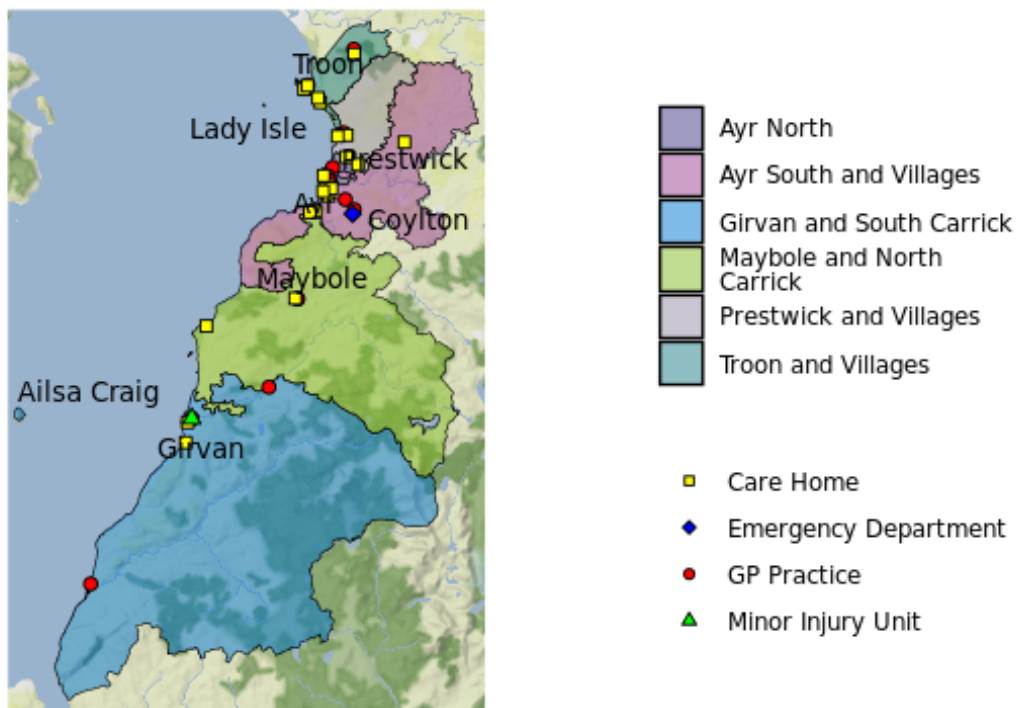 Troon
Lady Isle
Prestwick
Ayr
Coylton
Maybole
Ailsa Craig
Girvan
Ayr North
Ayr South and Villages
Girvan and South Carrick
Maybole and North
Carrick
Prestwick and Villages
Troon and Villages
Care Home
Emergency Department
GP Practice
Minor Injury Unit